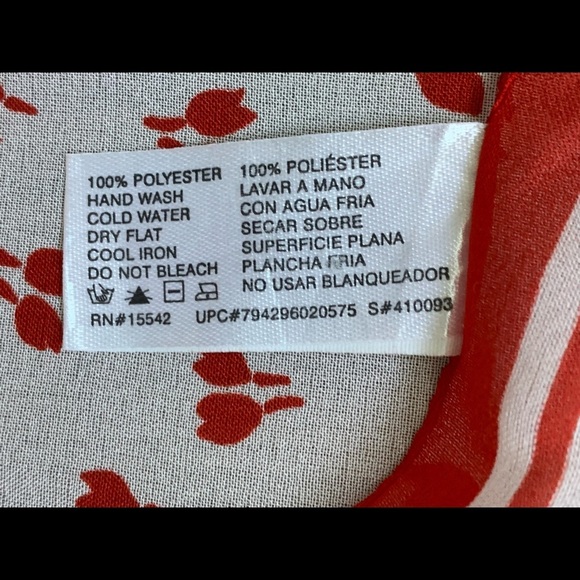 100% POLYESTER
HAND WASH
COLD WATER
DRY FLAT
COOL IRON
DO NOT BLEACH
100% POLIÉSTER
LAVAR A MANO
CON AGUA FRIA
SECAR SOBRE
SUPERFICIE PLANA
PLANCHA FRIA
NO USAR BLANQUEADOR
RN#15542 UPC#794296020575 S#410093